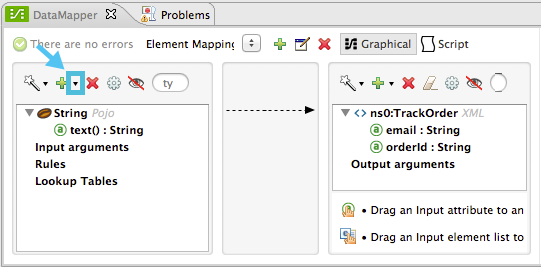 DataMapper Problems
There are no errors Element Mapping Graphical Script
ty
String Pojo
text() : String
Input arguments
Rules
Lookup Tables
ns0:TrackOrder XML
email : String
orderId : String
Output arguments
• Drag an Input attribute to an
• Drag an Input element list to